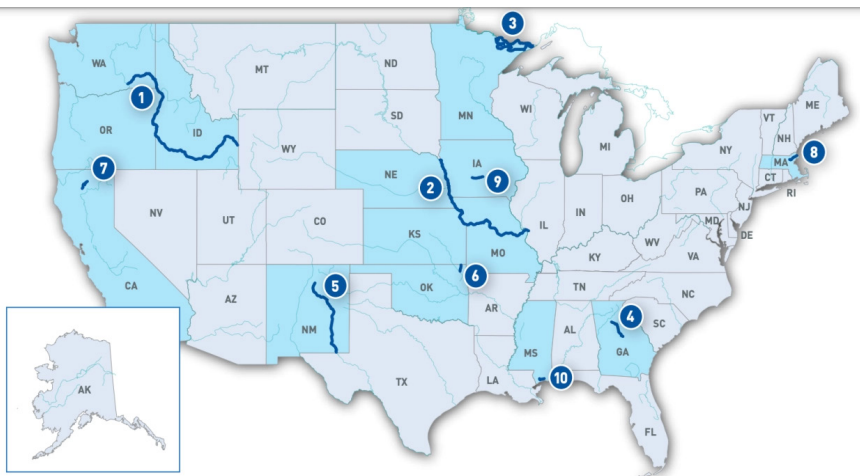 3
WA
MT
ND
ME
1
VT
MN
WI
OR
ID
SD
NH
MI
NY
8
WY
MA
7
IA
CT
RI
NE
2
9
PA
NJ
OH
NV
UT
IL
IN
MD
DE
CO
KS
WV
MO
VA
KY
CA
5
6
OK
NC
TN
AZ
AR
4
SC
NM
AL
MS
GA
10
TX
LA
AK
FL